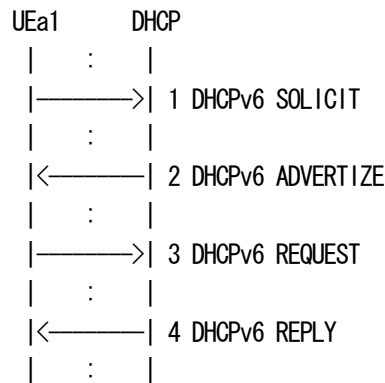 UEa1 DHCP
| : |
|-------->| 1 DHCPv6 SOLICIT
| : |
|<--------| 2 DHCPv6 ADVERTIZE
| : |
|-------->| 3 DHCPv6 REQUEST
| : |
|<--------| 4 DHCPv6 REPLY
| : |